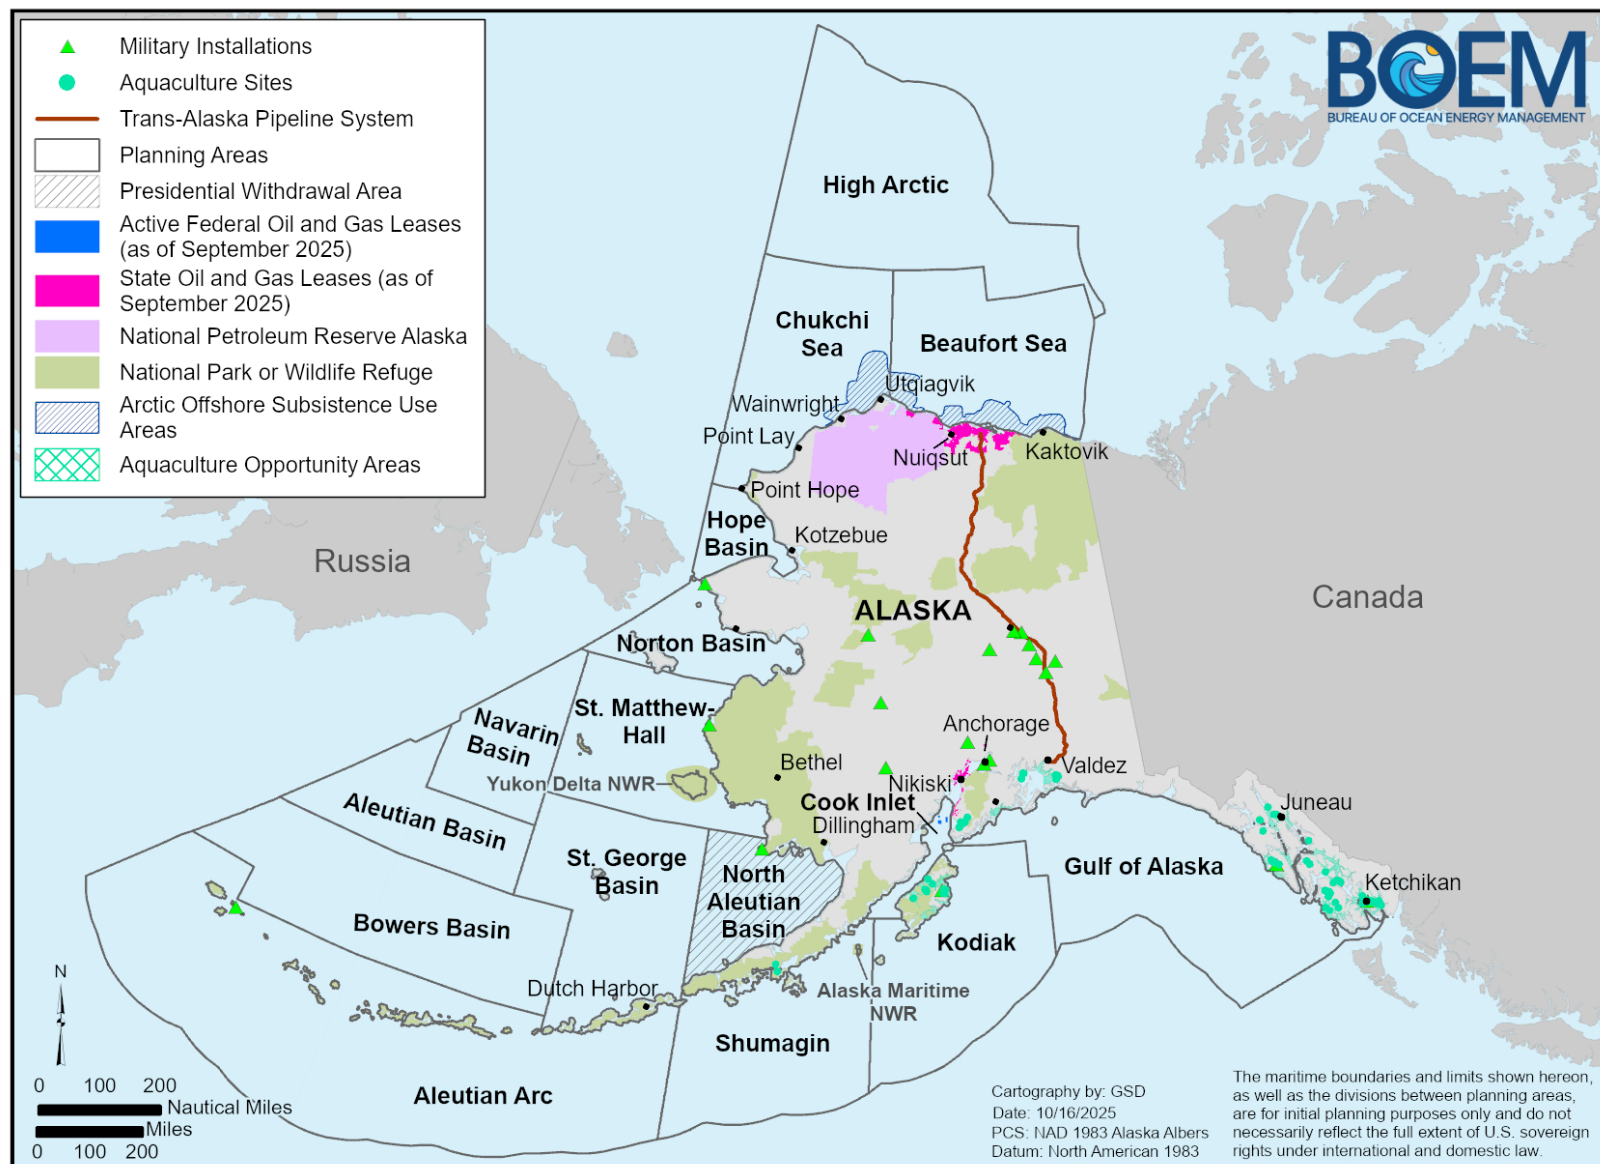 Military Installations
Aquaculture Sites
Trans-Alaska Pipeline System
Planning Areas
Presidential Withdrawal Area
Active Federal Oil and Gas Leases
(as of September 2025)
State Oil and Gas Leases (as of
September 2025)
National Petroleum Reserve Alaska
National Park or Wildlife Refuge
Arctic Offshore Subsistence Use
Areas
Aquaculture Opportunity Areas
BOEM
BUREAU OF OCEAN ENERGY MANAGEMENT
High Arctic
Chukchi
Sea
Beaufort Sea
Utqiagvik
Wainwright
Point Lay
Nuiqsut
Kaktovik
Point Hope
Hope
Basin
Kotzebue
Russia
Canada
ALASKA
Norton Basin
St. Matthew-
Hall
Navarin
Basin
Anchorage
Bethel
Valdez
Yukon Delta NWR
Nikiski
Cook Inlet
Dillingham
Juneau
Aleutian Basin
St. George
Basin
North
Aleutian
Basin
Gulf of Alaska
Ketchikan
Bowers Basin
Kodiak
Dutch Harbor
Alaska Maritime
NWR
Shumagin
Aleutian Arc
N
0 100 200
Nautical Miles
Miles
0 100 200
Cartography by: GSD
Date: 10/16/2025
PCS: NAD 1983 Alaska Albers
Datum: North American 1983
The maritime boundaries and limits shown hereon,
as well as the divisions between planning areas,
are for initial planning purposes only and do not
necessarily reflect the full extent of U.S. sovereign
rights under international and domestic law.